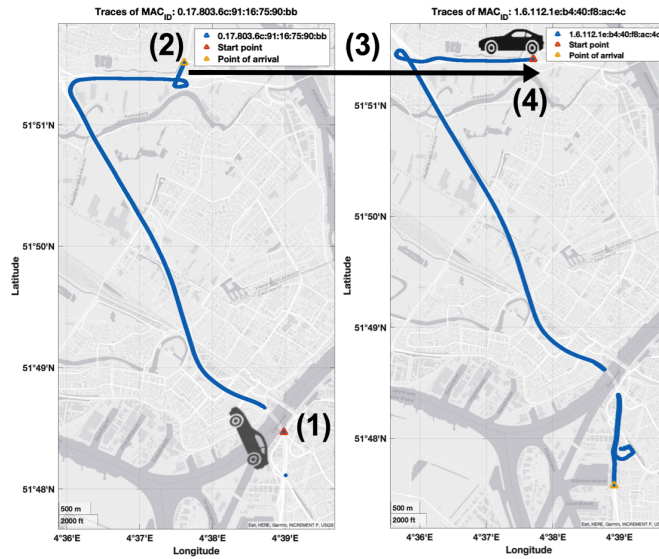 Traces of MAC_ID: 0.17.803.6c:91:16:75:90:bb
Traces of MAC_ID: 1.6.112.1e:b4:40:f8:ac:4c
(2)
(3)
(4)
(1)
0.17.803.6c:91:16:75:90:bb
Start point
Point of arrival
1.6.112.1e:b4:40:f8:ac:4c
Start point
Point of arrival
Latitude
51°51'N
51°50'N
51°49'N
51°48'N
500 m
2000 ft
Esri, HERE, Garmin, INCREMENT P, USGS
4°36'E
4°37'E
4°38'E
4°39'E
Longitude
Latitude
51°51'N
51°50'N
51°49'N
51°48'N
500 m
2000 ft
Esri, HERE, Garmin, INCREMENT P, USGS
4°36'E
4°37'E
4°38'E
4°39'E
Longitude